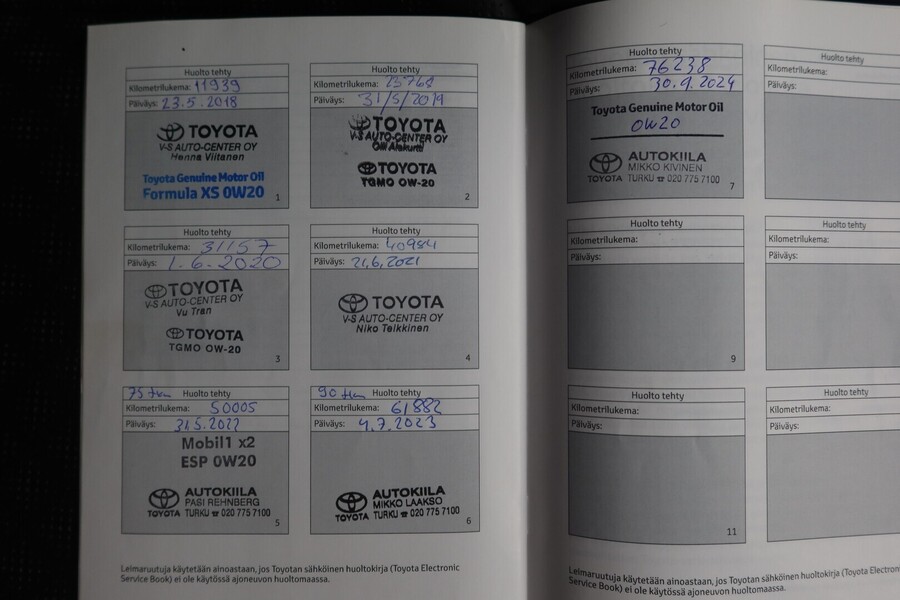 Huolto tehty
Kilometrilukema: 11939
Päiväys: 23.5.2018
TOYOTA
V-S AUTO-CENTER OY
Henna Viitanen
Toyota Genuine Motor Oil
Formula XS 0W20
1
Huolto tehty
Kilometrilukema: 23768
Päiväys: 31/5/2019
TOYOTA
V-S AUTO-CENTER OY
Olli Alakurtti
TOYOTA
TGMO 0W-20
2
Huolto tehty
Kilometrilukema: 31157
Päiväys: 1.6.2020
TOYOTA
V-S AUTO-CENTER OY
Vu Tran
TOYOTA
TGMO 0W-20
3
Huolto tehty
Kilometrilukema: 40984
Päiväys: 21,6,2021
TOYOTA
V-S AUTO-CENTER OY
Niko Teikkinen
4
75 tkm Huolto tehty
Kilometrilukema: 50005
Päiväys: 31.5.2022
Mobil1 x2
ESP 0W20
AUTOKIILA
PASI REHNBERG
TOYOTA TURKU ☎ 020 775 7100
5
90 tkm Huolto tehty
Kilometrilukema: 61882
Päiväys: 4.7.2023
AUTOKIILA
MIKKO LAAKSO
TOYOTA TURKU ☎ 020 775 7100
6
Leimaruutuja käytetään ainoastaan, jos Toyotan sähköinen huoltokirja (Toyota Electronic
Service Book) ei ole käytössä ajoneuvon huoltomaassa.
Huolto tehty
Kilometrilukema: 76238
Päiväys: 30.9.2024
Toyota Genuine Motor Oil
0W20
AUTOKIILA
MIKKO KIVINEN
TOYOTA TURKU ☎ 020 775 7100
7
Huolto tehty
Kilometrilukema:
Päiväys:
Huolto tehty
Kilometrilukema:
Päiväys:
9
Huolto tehty
Kilometrilukema:
Päiväys:
Huolto tehty
Kilometrilukema:
Päiväys:
11
Huolto tehty
Kilometrilukema:
Päiväys:
Leimaruutuja käytetään ainoastaan, jos Toyotan sähköinen huoltokirja (Toyota Electron
Service Book) ei ole käytössä ajoneuvon huoltomaassa.